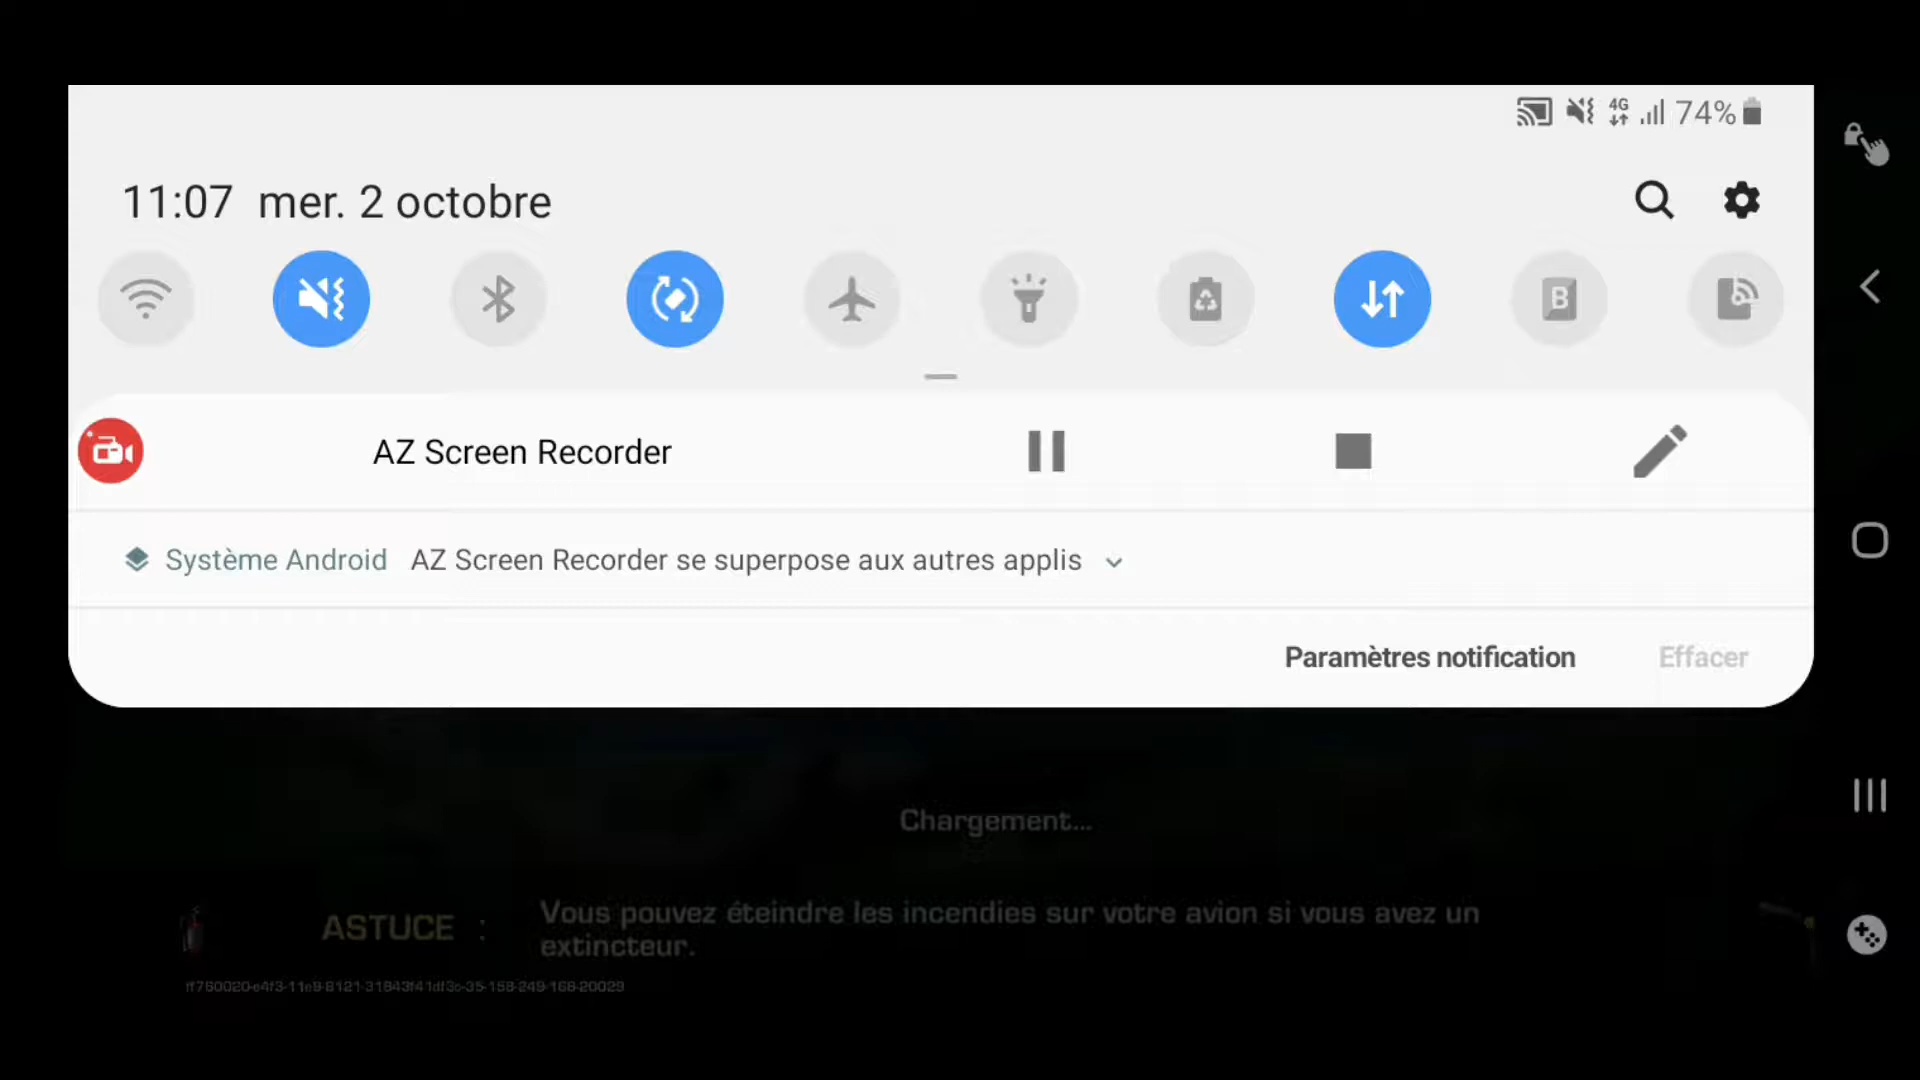 4G 74%
11:07 mer. 2 octobre
B
AZ Screen Recorder
Système Android AZ Screen Recorder se superpose aux autres applis
Paramètres notification Effacer
Chargement...
ASTUCE : Vous pouvez éteindre les incendies sur votre avion si vous avez un
extincteur.